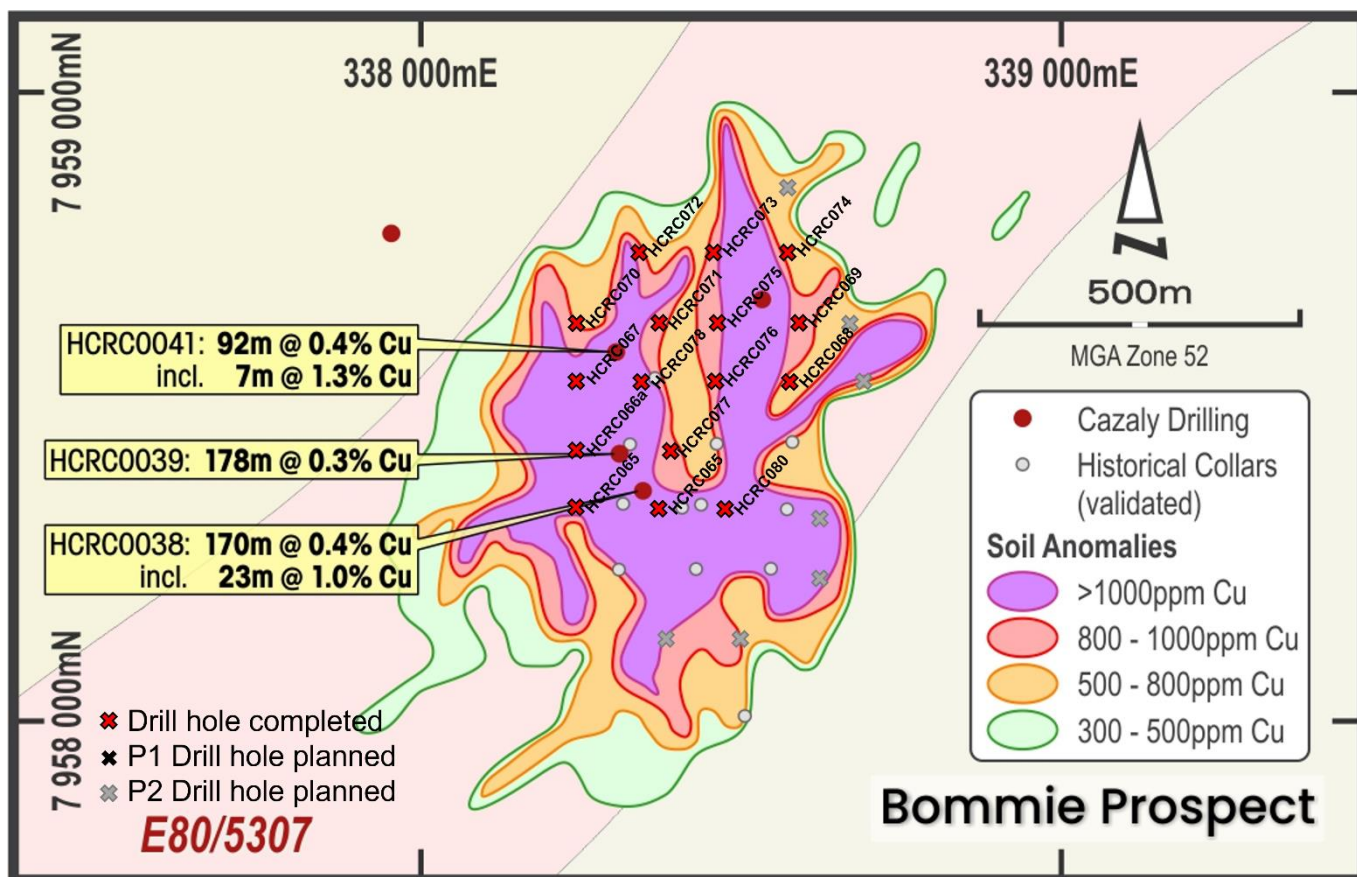 338 000mE
339 000mE
7 959 000mN
Z
500m
MGA Zone 52
HCRC072
HCRC073
HCRC074
HCRC070
HCRC071
HCRC075
HCRC069
HCRC067
HCRC078
HCRC076
HCRC068
HCRC066a
HCRC077
HCRC065
HCRC065
HCRC080
HCRC0041: 92m @ 0.4% Cu
incl. 7m @ 1.3% Cu
HCRC0039: 178m @ 0.3% Cu
HCRC0038: 170m @ 0.4% Cu
incl. 23m @ 1.0% Cu
Cazaly Drilling
Historical Collars
(validated)
Soil Anomalies
>1000ppm Cu
800 - 1000ppm Cu
500 - 800ppm Cu
300 - 500ppm Cu
7 958 000mN
Drill hole completed
P1 Drill hole planned
P2 Drill hole planned
E80/5307
Bommie Prospect